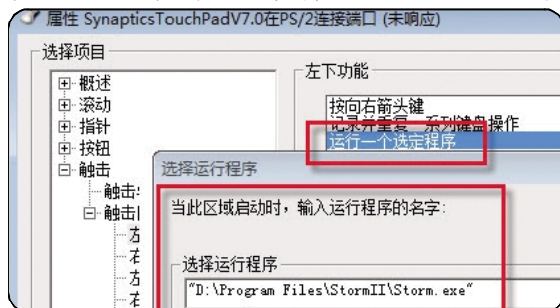 属性 SynapticsTouchPadV7.0在PS/2连接端口 (未响应)
选择项目
概述
滚动
指针
按钮
触击
左下功能
按向右箭头键
记录并重复一系列键盘操作
运行一个选定程序
选择运行程序
当此区域启动时，输入运行程序的名字:
选择运行程序
"D:\Program Files\StormII\Storm.exe"